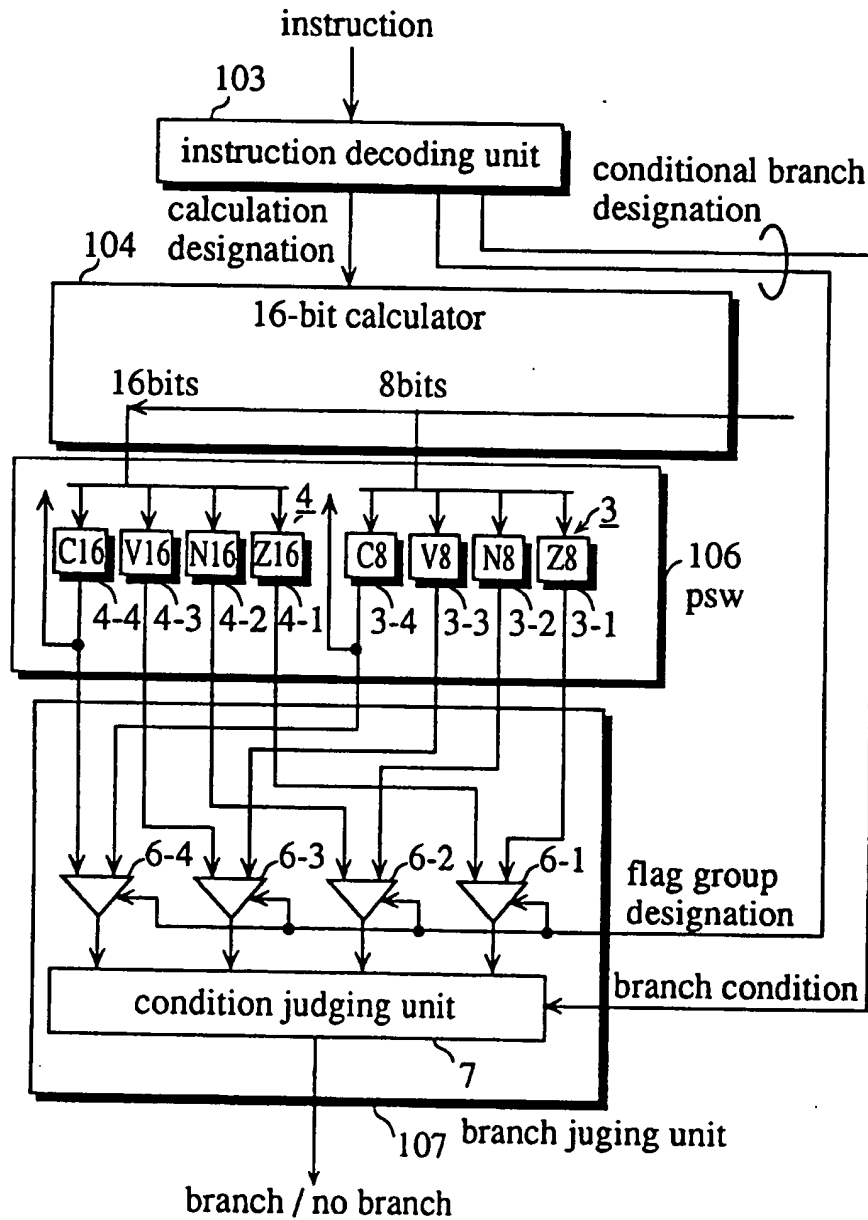 instruction
103
instruction decoding unit
conditional branch
designation
calculation
designation
104
16-bit calculator
16bits
8bits
4
3
C16
V16
N16
Z16
C8
V8
N8
Z8
106
psw
4-4
4-3
4-2
4-1
3-4
3-3
3-2
3-1
6-4
6-3
6-2
6-1
flag group
designation
condition judging unit
branch condition
7
107
branch juging unit
branch / no branch